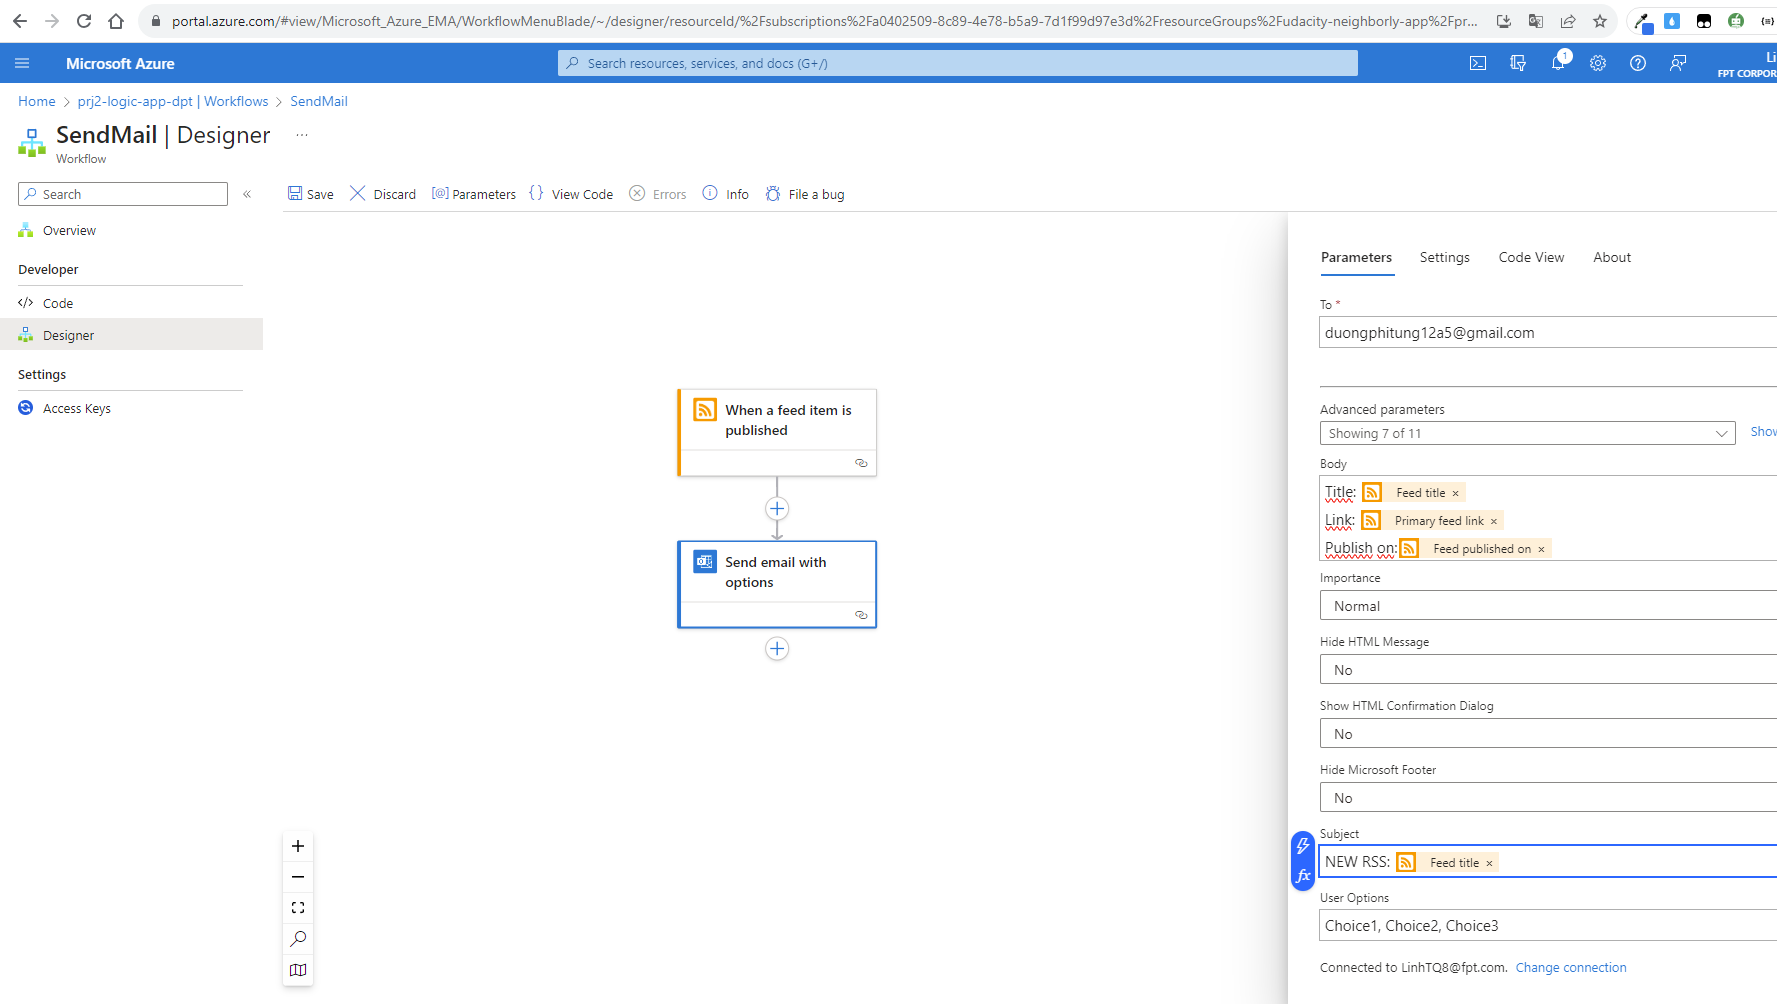 portal.azure.com/#view/Microsoft_Azure_EMA/WorkflowMenuBlade/~/designer/resourceId/%2Fsubscriptions%2Fa0402509-8c89-4e78-b5a9-7d1f99d97e3d%2FresourceGroups%2Fudacity-neighborly-app%2Fpr...
Microsoft Azure
Search resources, services, and docs (G+/)
1
Li
FPT CORPOR
Home > prj2-logic-app-dpt | Workflows > SendMail
SendMail | Designer ...
Workflow
Search
«
Save
Discard
[@] Parameters
{} View Code
Errors
Info
File a bug
Overview
Developer
</> Code
Designer
Settings
Access Keys
When a feed item is
published
Send email with
options
Parameters
Settings
Code View
About
To *
duongphitung12a5@gmail.com
Advanced parameters
Showing 7 of 11
Show
Body
Title: Feed title ×
Link: Primary feed link ×
Publish on: Feed published on ×
Importance
Normal
Hide HTML Message
No
Show HTML Confirmation Dialog
No
Hide Microsoft Footer
No
Subject
fx
NEW RSS: Feed title ×
User Options
Choice1, Choice2, Choice3
Connected to LinhTQ8@fpt.com. Change connection